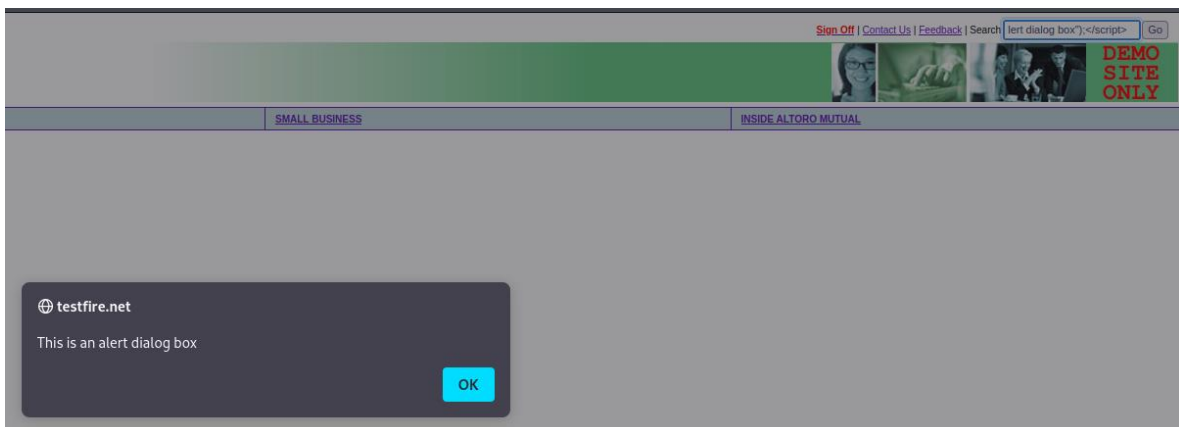 Sign Off | Contact Us | Feedback | Search lert dialog box");</script> Go
DEMO
SITE
ONLY
SMALL BUSINESS INSIDE ALTORO MUTUAL
testfire.net
This is an alert dialog box
OK